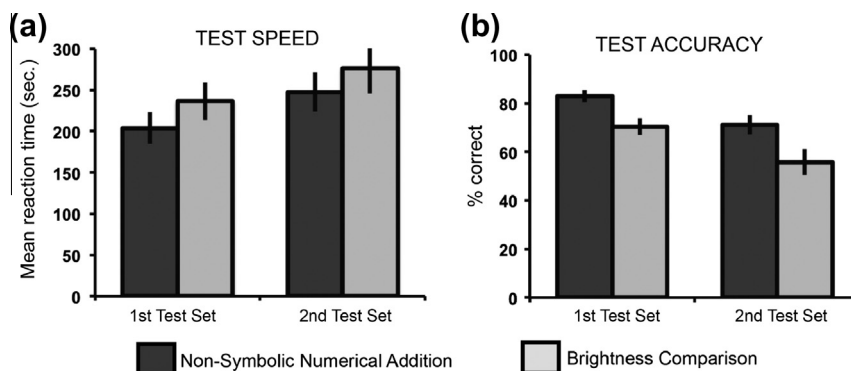 (a)
TEST SPEED
Mean reaction time (sec.)
300
250
200
150
100
50
0
1st Test Set
2nd Test Set
(b)
TEST ACCURACY
% correct
100
80
60
40
20
0
1st Test Set
2nd Test Set
Non-Symbolic Numerical Addition
Brightness Comparison